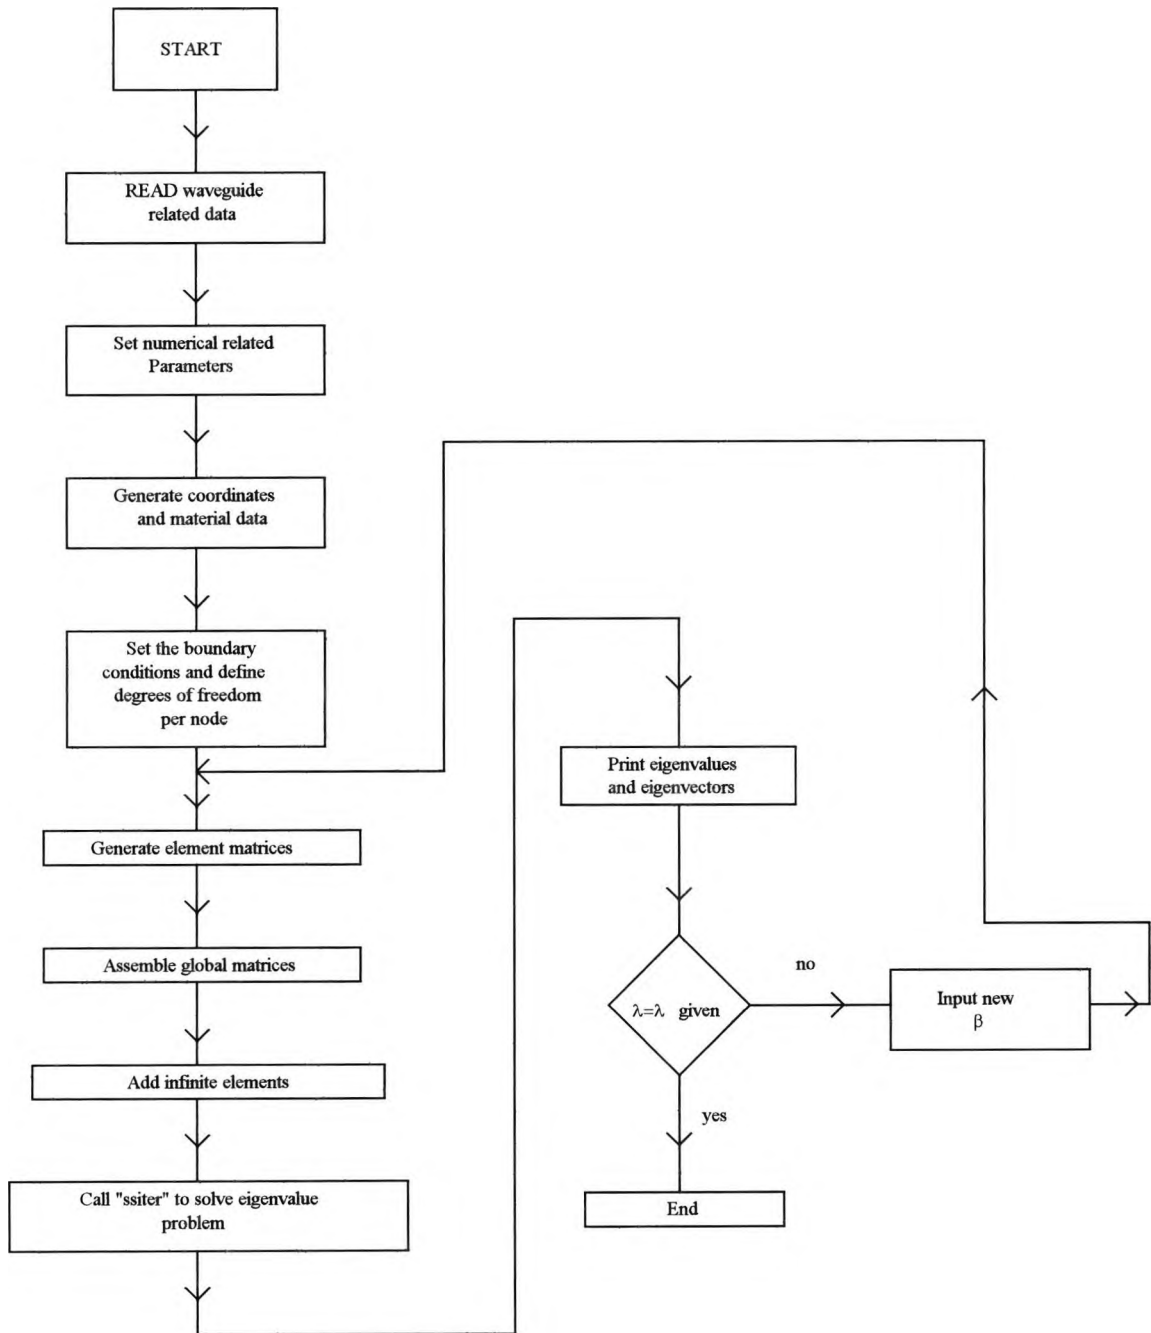 START
READ waveguide
related data
Set numerical related
Parameters
Generate coordinates
and material data
Set the boundary
conditions and define
degrees of freedom
per node
Generate element matrices
Assemble global matrices
Add infinite elements
Call "ssiter" to solve eigenvalue
problem
Print eigenvalues
and eigenvectors
λ=λ given
no
Input new
β
yes
End